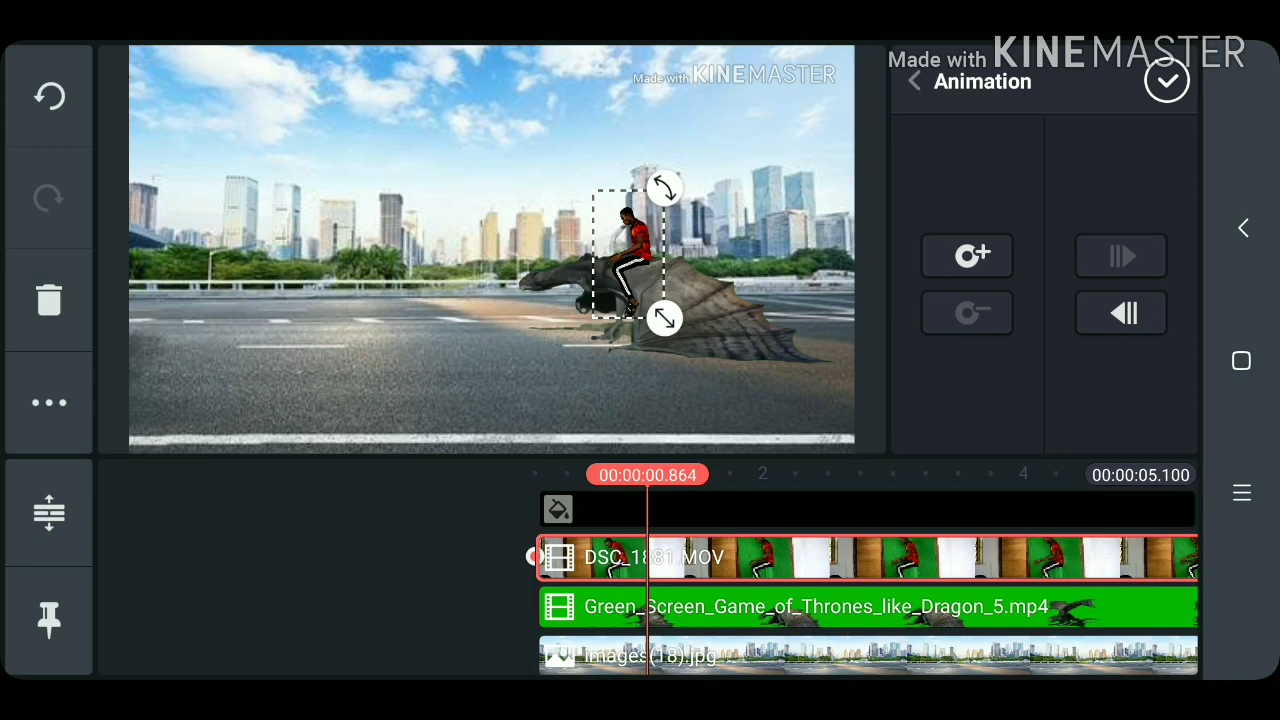 Made with KINEMASTER
Made with KINEMASTER
Animation
00:00:00.864
2
4
00:00:05.100
DSC_1881.MOV
Green_Screen_Game_of_Thrones_like_Dragon_5.mp4
images(18).jpg